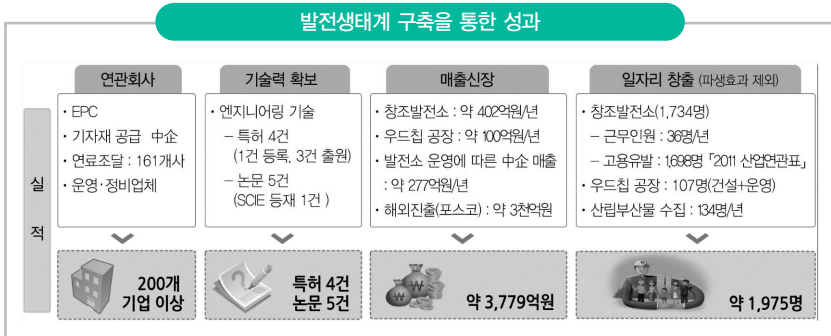 발전생태계 구축을 통한 성과
실적
연관회사
· EPC
· 기자재 공급 中企
· 연료조달 : 161개사
· 운영·정비업체
200개
기업 이상
기술력 확보
· 엔지니어링 기술
– 특허 4건
(1건 등록, 3건 출원)
– 논문 5건
(SCIE 등재 1건 )
특허 4건
논문 5건
매출신장
· 창조발전소 : 약 402억원/년
· 우드칩 공장 : 약 100억원/년
· 발전소 운영에 따른 中企 매출
: 약 277억원/년
· 해외진출(포스코) : 약 3천억원
약 3,779억원
일자리 창출 (파생효과 제외)
· 창조발전소(1,734명)
– 근무인원 : 36명/년
– 고용유발 : 1,698명 「2011 산업연관표」
· 우드칩 공장 : 107명(건설+운영)
· 산림부산물 수집 : 134명/년
약 1,975명